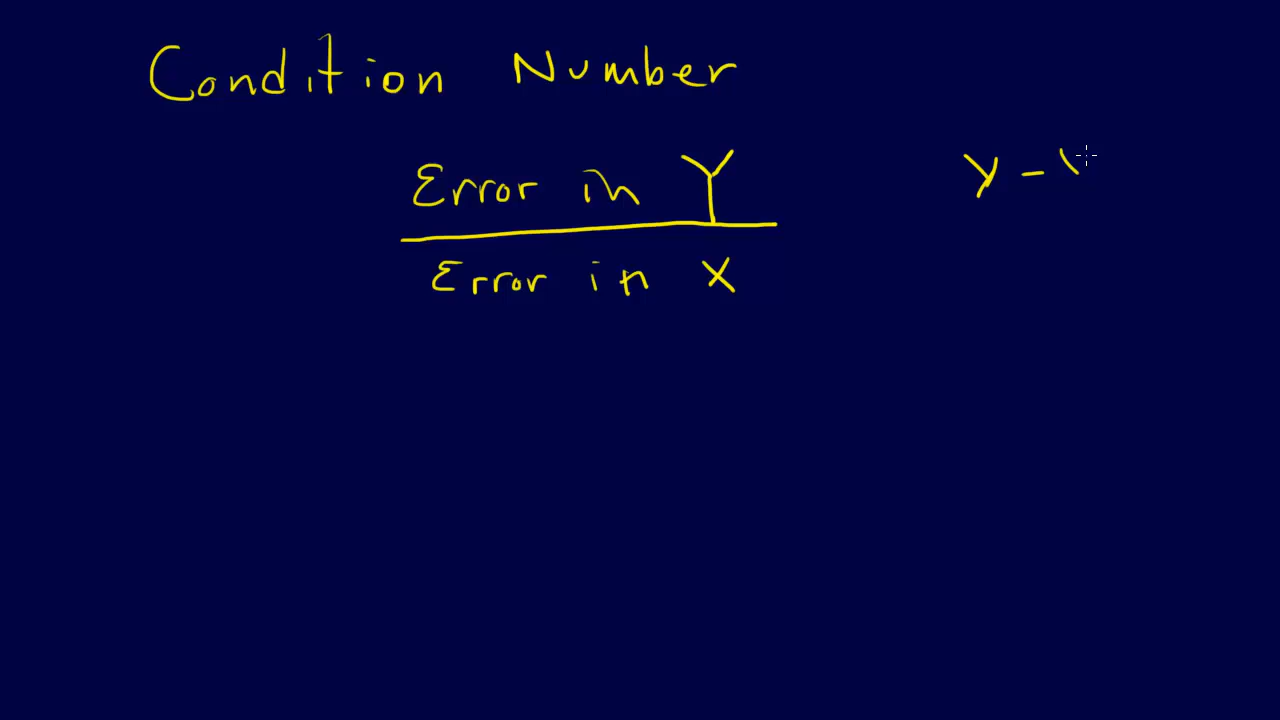 Condition Number
Error in Y
Error in X
y -